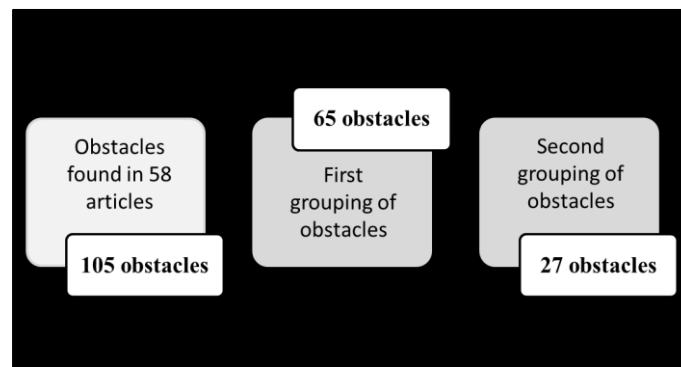 Obstacles
found in 58
articles
105 obstacles
65 obstacles
First
grouping of
obstacles
Second
grouping of
obstacles
27 obstacles